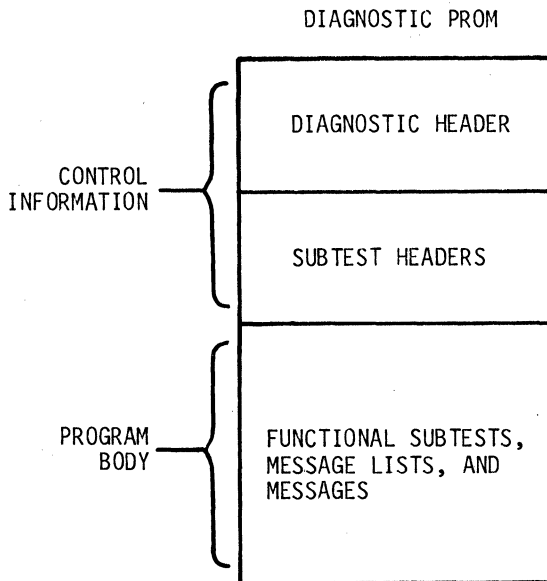 DIAGNOSTIC PROM
DIAGNOSTIC HEADER
CONTROL
INFORMATION
SUBTEST HEADERS
PROGRAM
BODY
FUNCTIONAL SUBTESTS,
MESSAGE LISTS, AND
MESSAGES